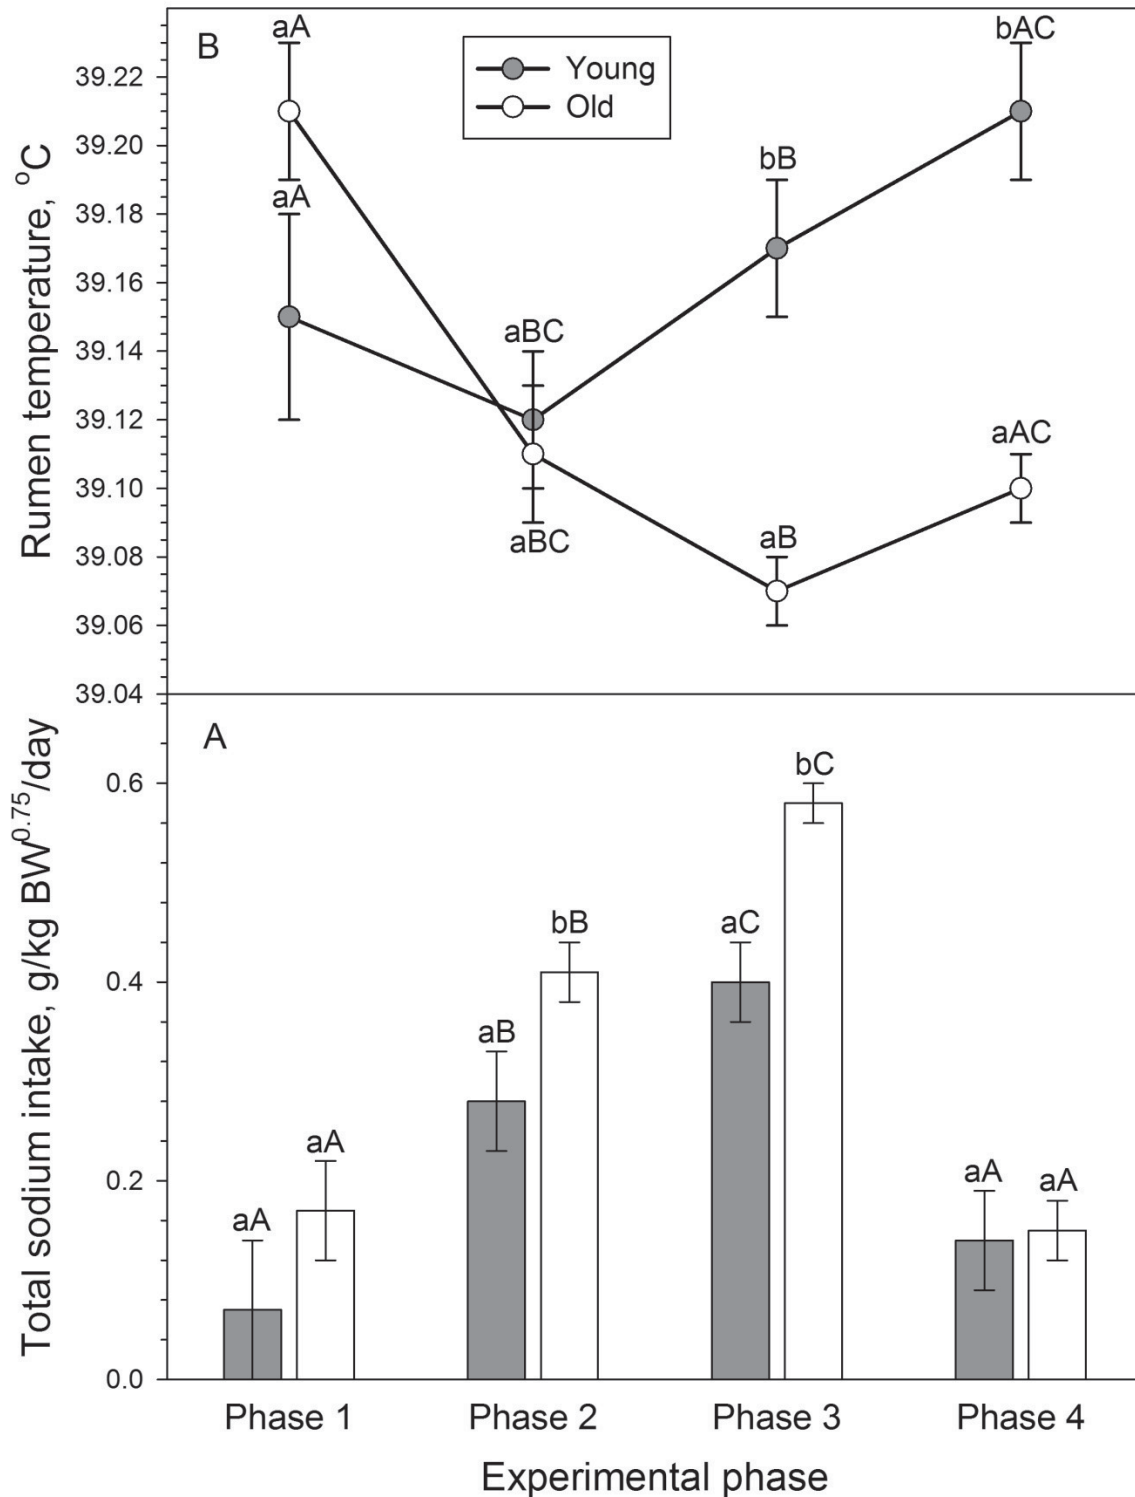 B
Young
Old
Rumen temperature, °C
39.22
39.20
39.18
39.16
39.14
39.12
39.10
39.08
39.06
39.04
aA
aA
aBC
aBC
bB
aB
bAC
aAC
A
Total sodium intake, g/kg BW^0.75/day
0.6
0.4
0.2
0.0
aA
aA
aB
bB
aC
bC
aA
aA
Phase 1 Phase 2 Phase 3 Phase 4
Experimental phase